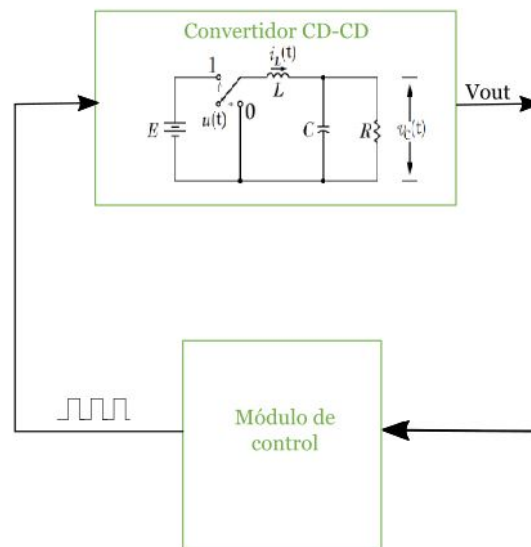 Convertidor CD-CD
1
i_L(t)
L
E
u(t)
0
C
R
v_C(t)
Vout
Módulo de
control